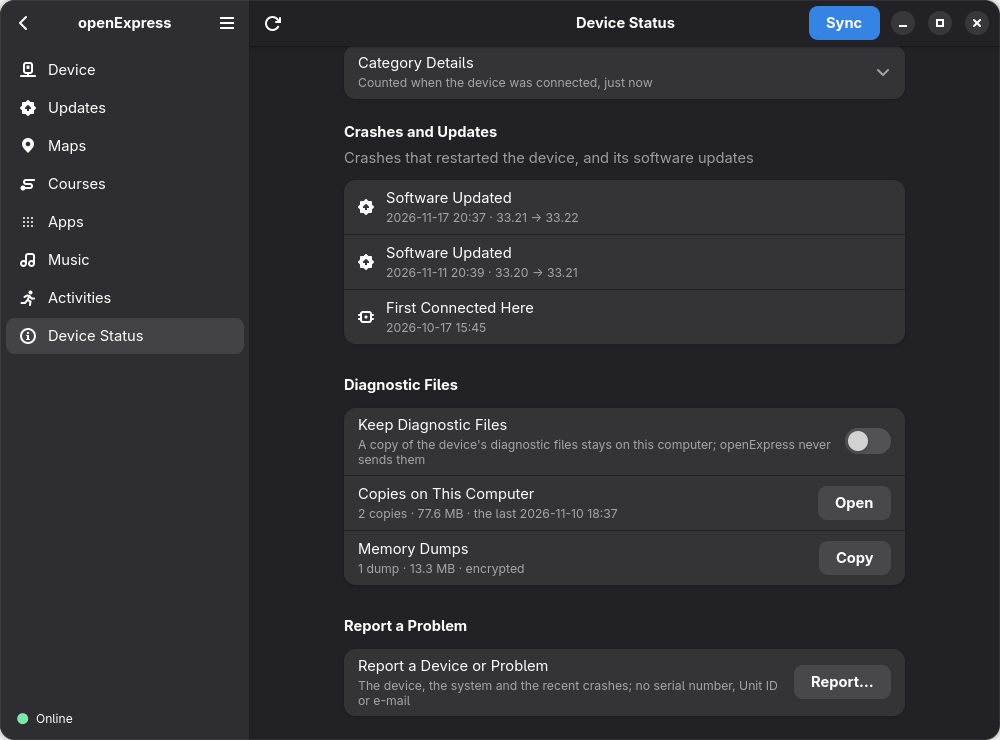 openExpress
Device Status
Sync
Device
Updates
Maps
Courses
Apps
Music
Activities
Device Status
Online
Category Details
Counted when the device was connected, just now
Crashes and Updates
Crashes that restarted the device, and its software updates
Software Updated
2026-11-17 20:37 · 33.21 → 33.22
Software Updated
2026-11-11 20:39 · 33.20 → 33.21
First Connected Here
2026-10-17 15:45
Diagnostic Files
Keep Diagnostic Files
A copy of the device's diagnostic files stays on this computer; openExpress never
sends them
Copies on This Computer
2 copies · 77.6 MB · the last 2026-11-10 18:37
Open
Memory Dumps
1 dump · 13.3 MB · encrypted
Copy
Report a Problem
Report a Device or Problem
The device, the system and the recent crashes; no serial number, Unit ID
or e-mail
Report...